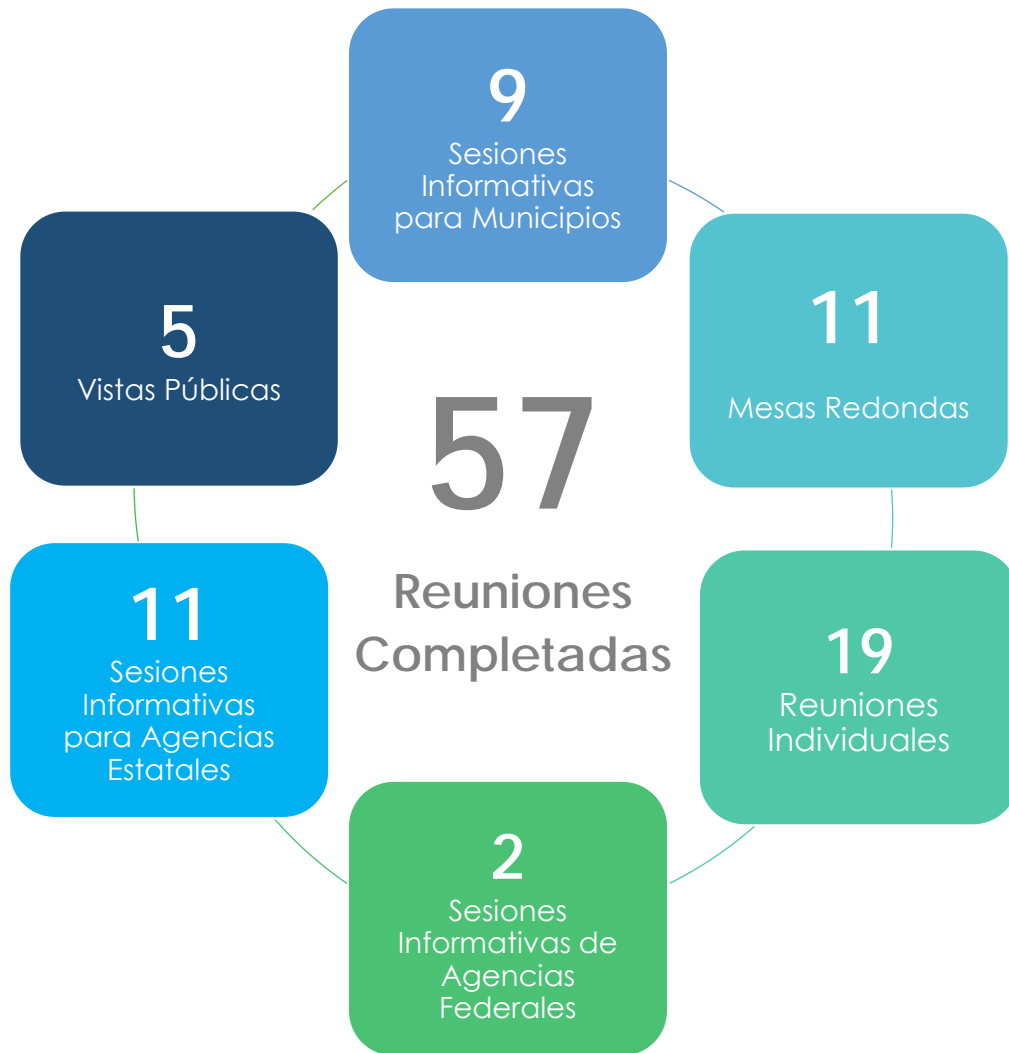 9
Sesiones
Informativas
para Municipios
5
Vistas Públicas
11
Mesas Redondas
57
Reuniones
Completadas
11
Sesiones
Informativas
para Agencias
Estatales
19
Reuniones
Individuales
2
Sesiones
Informativas de
Agencias
Federales